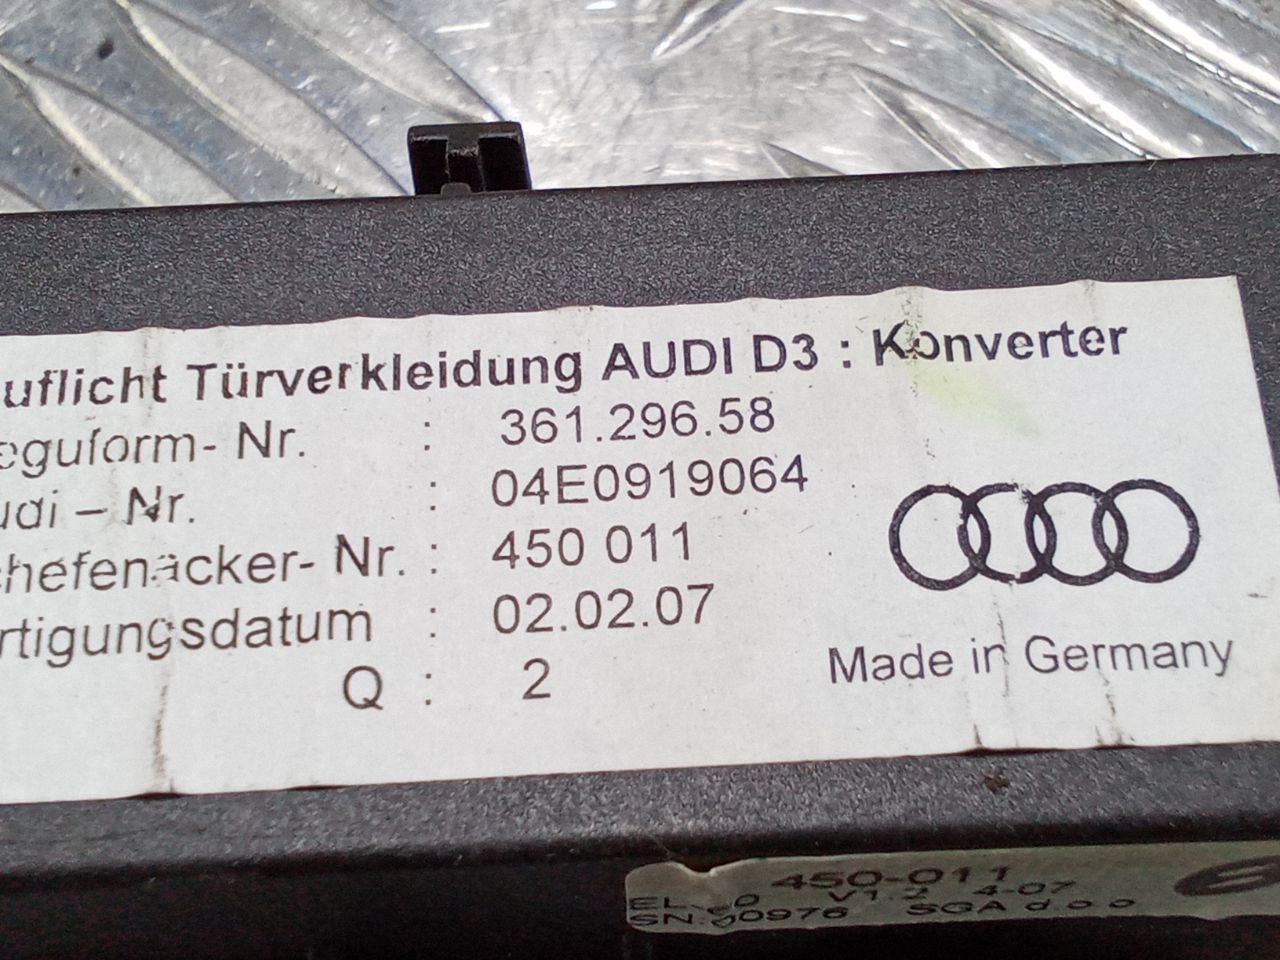 uflicht Türverkleidung AUDI D3 : Konverter
eguform- Nr. : 361.296.58
udi – Nr. : 04E0919064
chefenäcker- Nr. : 450 011
rtigungsdatum : 02.02.07
Q : 2
Made in Germany
450-011
V1.2 4-07
SGA d.o.o